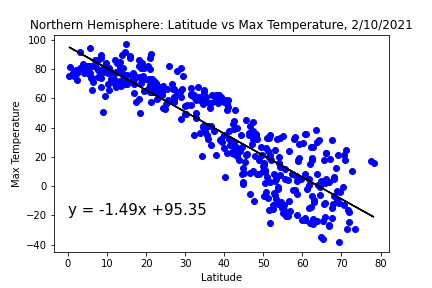 Northern Hemisphere: Latitude vs Max Temperature, 2/10/2021
100
80
60
40
20
0
−20
−40
Max Temperature
y = -1.49x +95.35
0 10 20 30 40 50 60 70 80
Latitude